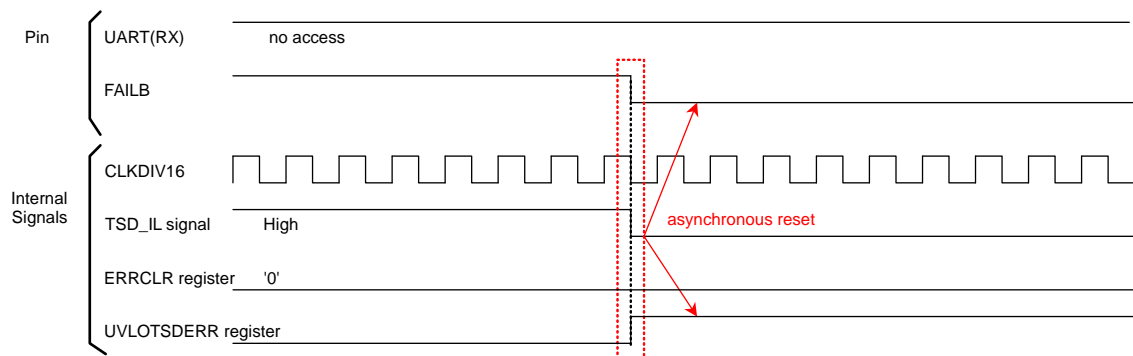 Pin
UART(RX)
no access
FAILB
Internal
Signals
CLKDIV16
TSD_IL signal
High
asynchronous reset
ERRCLR register
'0'
UVLOTSDERR register